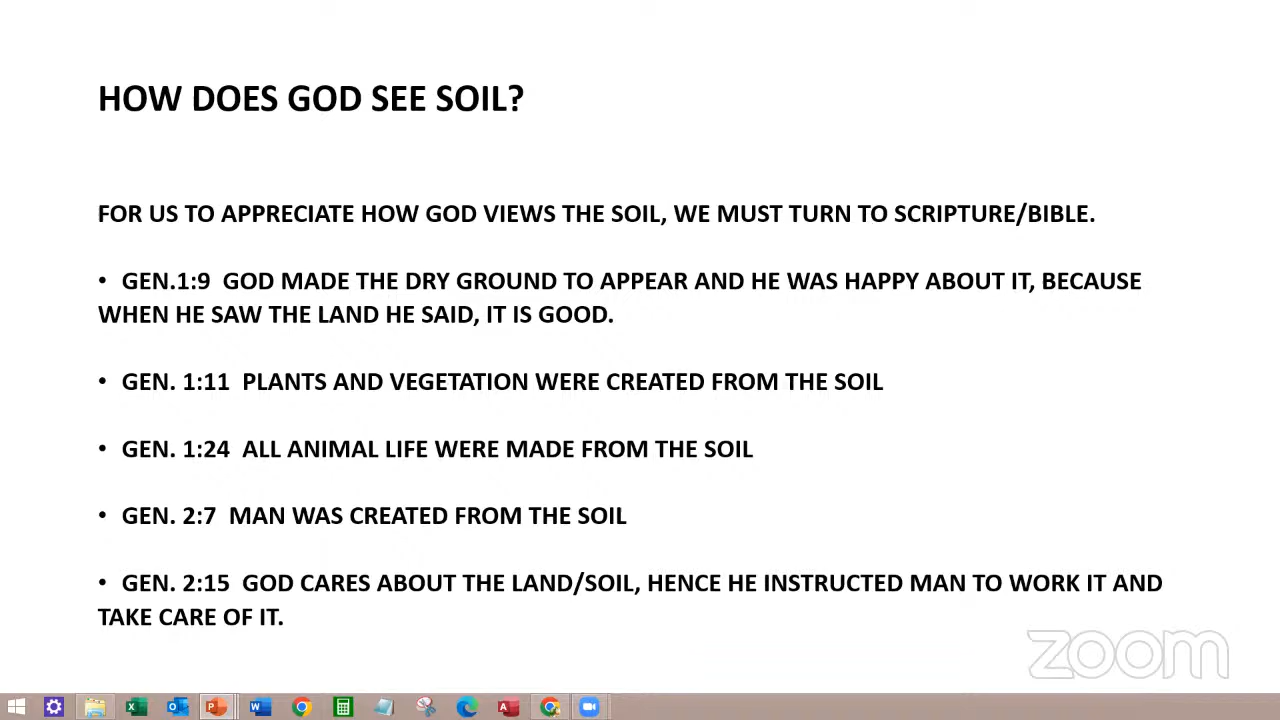 HOW DOES GOD SEE SOIL?
FOR US TO APPRECIATE HOW GOD VIEWS THE SOIL, WE MUST TURN TO SCRIPTURE/BIBLE.
• GEN.1:9 GOD MADE THE DRY GROUND TO APPEAR AND HE WAS HAPPY ABOUT IT, BECAUSE
WHEN HE SAW THE LAND HE SAID, IT IS GOOD.
• GEN. 1:11 PLANTS AND VEGETATION WERE CREATED FROM THE SOIL
• GEN. 1:24 ALL ANIMAL LIFE WERE MADE FROM THE SOIL
• GEN. 2:7 MAN WAS CREATED FROM THE SOIL
• GEN. 2:15 GOD CARES ABOUT THE LAND/SOIL, HENCE HE INSTRUCTED MAN TO WORK IT AND
TAKE CARE OF IT.
zoom